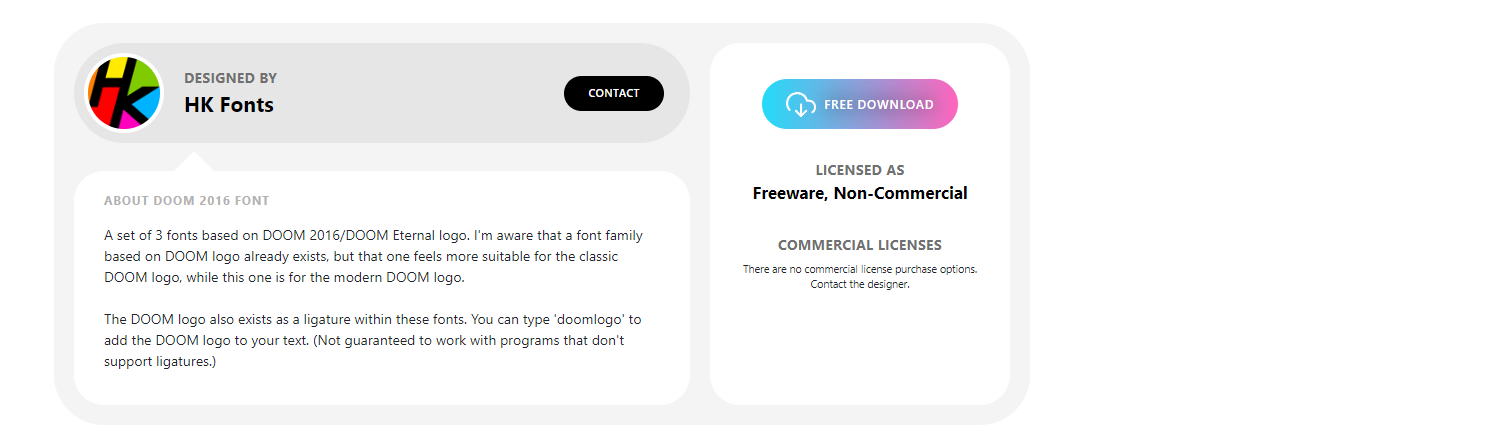 HK
DESIGNED BY
HK Fonts
CONTACT
ABOUT DOOM 2016 FONT
A set of 3 fonts based on DOOM 2016/DOOM Eternal logo. I'm aware that a font family
based on DOOM logo already exists, but that one feels more suitable for the classic
DOOM logo, while this one is for the modern DOOM logo.
The DOOM logo also exists as a ligature within these fonts. You can type 'doomlogo' to
add the DOOM logo to your text. (Not guaranteed to work with programs that don't
support ligatures.)
FREE DOWNLOAD
LICENSED AS
Freeware, Non-Commercial
COMMERCIAL LICENSES
There are no commercial license purchase options.
Contact the designer.